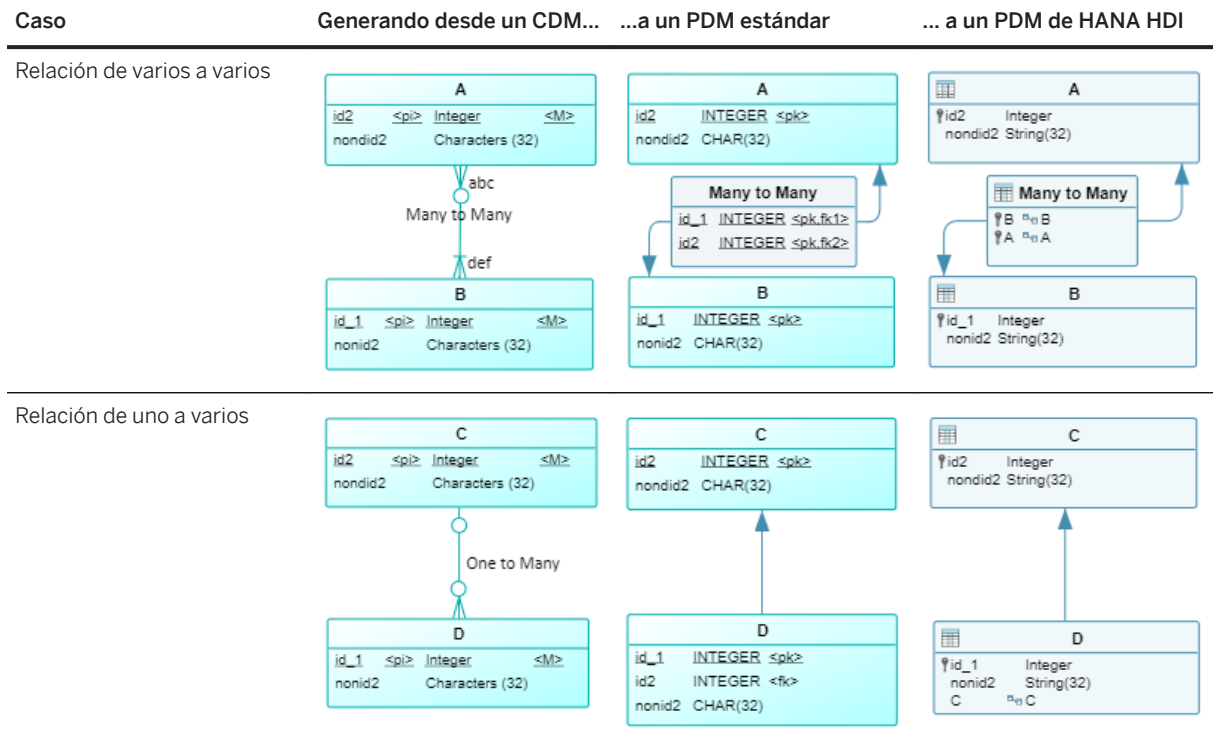 Caso Generando desde un CDM... ...a un PDM estándar ... a un PDM de HANA HDI
Relación de varios a varios
A
id2 <pi> Integer <M>
nondid2 Characters (32)
abc
Many to Many
def
B
id_1 <pi> Integer <M>
nonid2 Characters (32)
A
id2 INTEGER <pk>
nondid2 CHAR(32)
Many to Many
id_1 INTEGER <pk,fk1>
id2 INTEGER <pk,fk2>
B
id_1 INTEGER <pk>
nonid2 CHAR(32)
A
id2 Integer
nondid2 String(32)
Many to Many
B B
A A
B
id_1 Integer
nonid2 String(32)
Relación de uno a varios
C
id2 <pi> Integer <M>
nondid2 Characters (32)
One to Many
D
id_1 <pi> Integer <M>
nonid2 Characters (32)
C
id2 INTEGER <pk>
nondid2 CHAR(32)
D
id_1 INTEGER <pk>
id2 INTEGER <fk>
nonid2 CHAR(32)
C
id2 Integer
nondid2 String(32)
D
id_1 Integer
nonid2 String(32)
C C